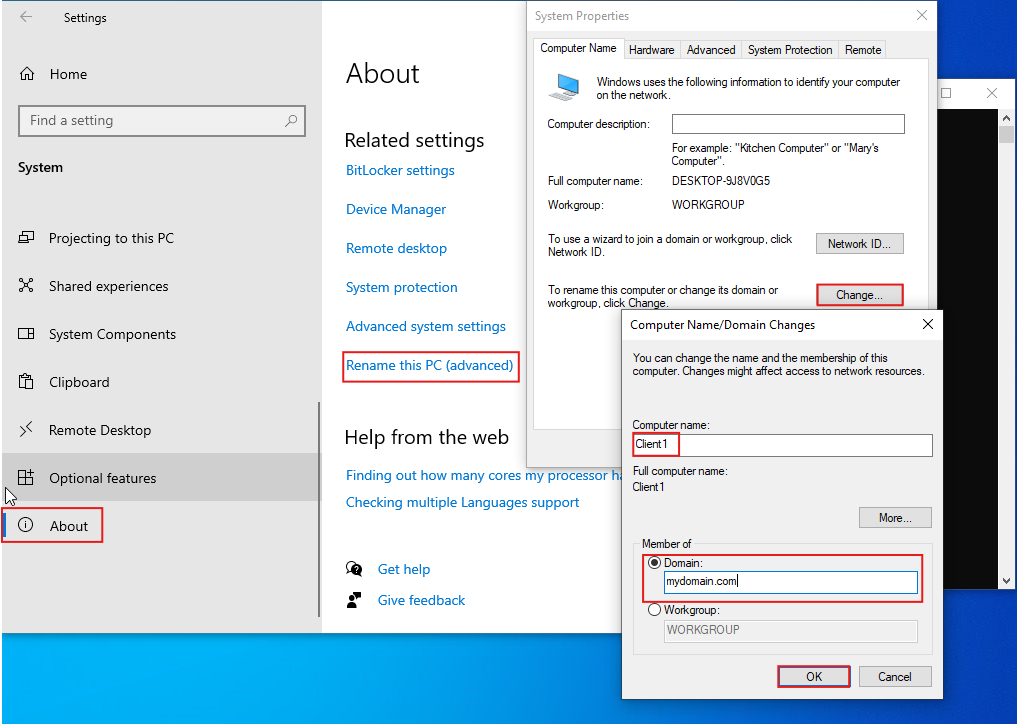 Settings
Home
Find a setting
System
Projecting to this PC
Shared experiences
System Components
Clipboard
Remote Desktop
Optional features
About
About
Related settings
BitLocker settings
Device Manager
Remote desktop
System protection
Advanced system settings
Rename this PC (advanced)
Help from the web
Finding out how many cores my processor ha
Checking multiple Languages support
Get help
Give feedback
System Properties
Computer Name
Hardware
Advanced
System Protection
Remote
Windows uses the following information to identify your computer
on the network.
Computer description:
For example: "Kitchen Computer" or "Mary's
Computer".
Full computer name:
DESKTOP-9J8V0G5
Workgroup:
WORKGROUP
To use a wizard to join a domain or workgroup, click
Network ID.
Network ID...
To rename this computer or change its domain or
workgroup, click Change.
Change...
Computer Name/Domain Changes
You can change the name and the membership of this
computer. Changes might affect access to network resources.
Computer name:
Client1
Full computer name:
Client1
More...
Member of
Domain:
mydomain.com
Workgroup:
WORKGROUP
OK
Cancel